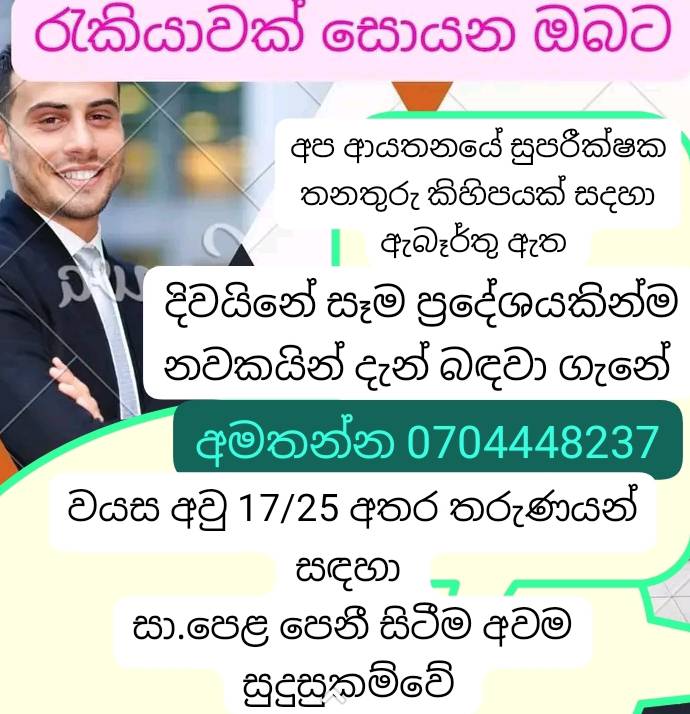 රැකියාවක් සොයන ඔබට
අප ආයතනයේ සුපරීක්ෂක
තනතුරු කිහිපයක් සදහා
ඇබෑර්තු ඇත
දිවයිනේ සෑම ප්‍රදේශයකින්ම
නවකයින් දැන් බඳවා ගැනේ
අමතන්න 0704448237
වයස අවු 17/25 අතර තරුණයන්
සඳහා
සා.පෙළ පෙනී සිටීම අවම
සුදුසුකම්වේ